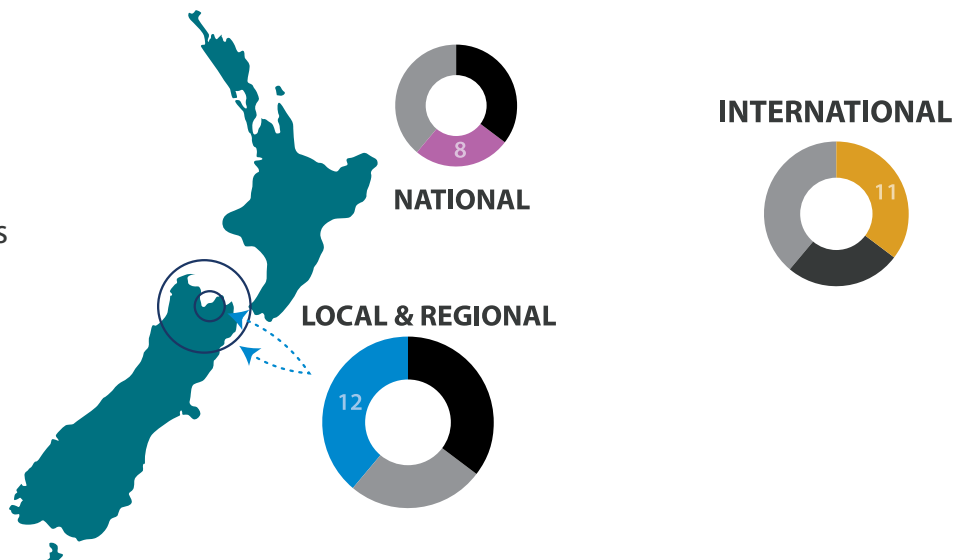 8
NATIONAL
INTERNATIONAL
11
S
LOCAL & REGIONAL
12